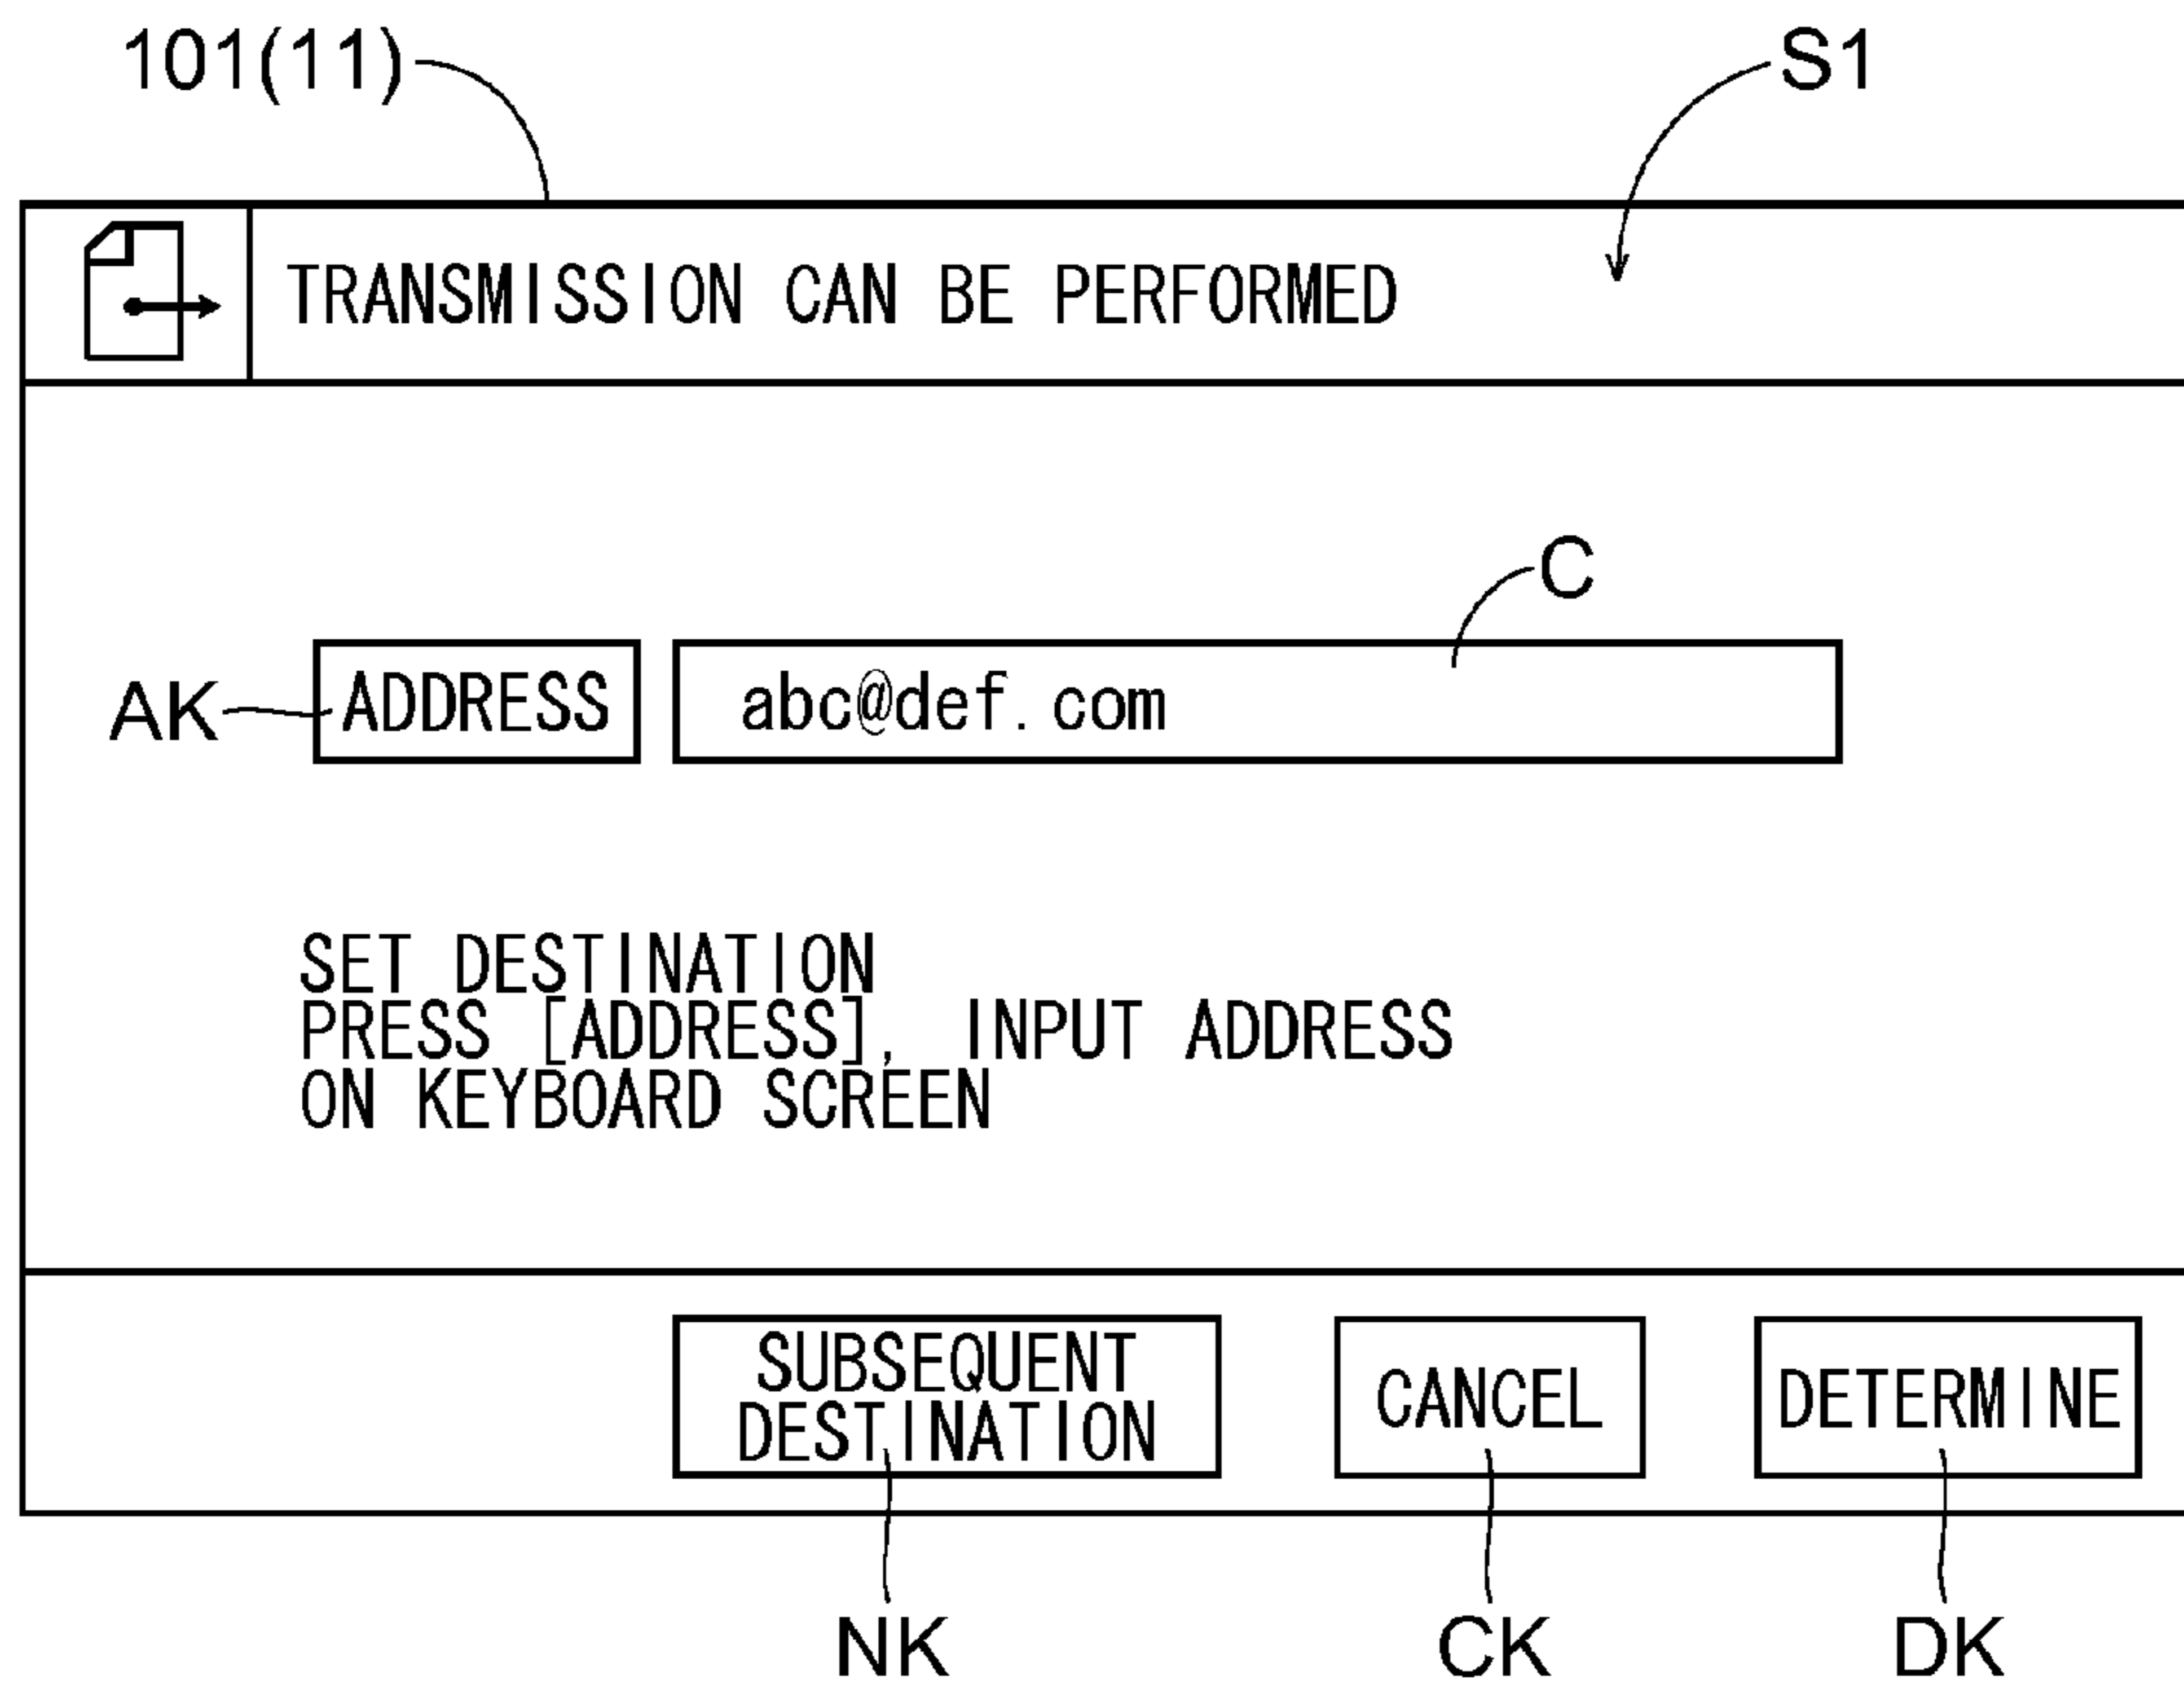 101(11)
S1
TRANSMISSION CAN BE PERFORMED
C
AK
ADDRESS
abc@def.com
SET DESTINATION
PRESS [ADDRESS], INPUT ADDRESS
ON KEYBOARD SCREEN
SUBSEQUENT
DESTINATION
CANCEL
DETERMINE
NK
CK
DK